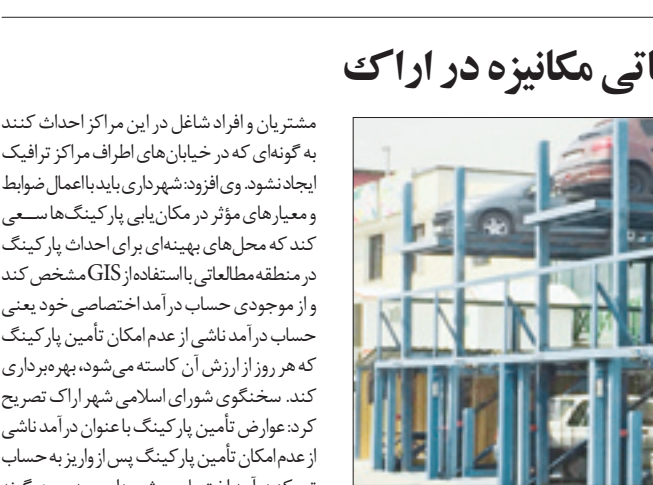 مکانیزه در اراک
مشتریان و افراد شاغل در این مراکز احداث کنند
به گونه‌ای که در خیابان‌های اطراف مراکز ترافیک
ایجاد نشود. وی افزود: شهرداری باید با اعمال ضوابط
و معیارهای مؤثر در مکان‌یابی پارکینگ‌ها سعی
کند که محل‌های بهینه‌ای برای احداث پارکینگ
در منطقه مطالعاتی با استفاده از GIS مشخص کند
و از موجودی حساب درآمد اختصاصی خود یعنی
حساب درآمد ناشی از عدم امکان تأمین پارکینگ
که هر روز از ارزش آن کاسته می‌شود، بهره‌برداری
کند. سخنگوی شورای اسلامی شهر اراک تصریح
کرد: عوارض تأمین پارکینگ با عنوان درآمد ناشی
از عدم امکان تأمین پارکینگ پس از واریز به حساب